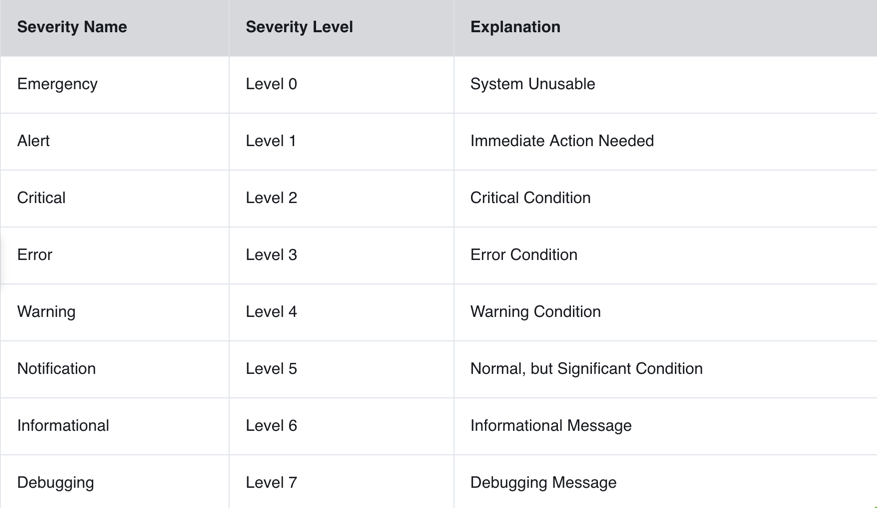 Severity Name Severity Level Explanation
Emergency Level 0 System Unusable
Alert Level 1 Immediate Action Needed
Critical Level 2 Critical Condition
Error Level 3 Error Condition
Warning Level 4 Warning Condition
Notification Level 5 Normal, but Significant Condition
Informational Level 6 Informational Message
Debugging Level 7 Debugging Message